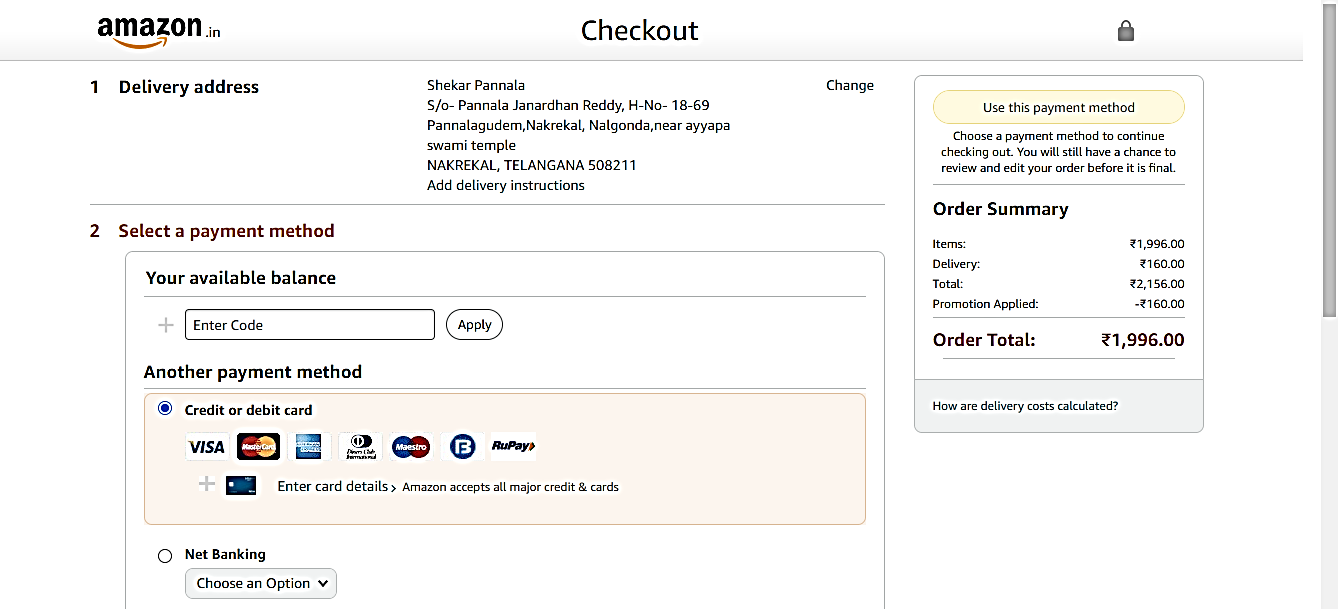 amazon.in
Checkout
1 Delivery address
Shekar Pannala
Change
S/o- Pannala Janardhan Reddy, H-No- 18-69
Pannalagudem,Nakrekal, Nalgonda,near ayyapa
swami temple
NAKREKAL, TELANGANA 508211
Add delivery instructions
2 Select a payment method
Your available balance
Enter Code
Apply
Another payment method
Credit or debit card
VISA
MasterCard
Diners Club
International
Maestro
B
RuPay
Enter card details › Amazon accepts all major credit & cards
Net Banking
Choose an Option
Use this payment method
Choose a payment method to continue
checking out. You will still have a chance to
review and edit your order before it is final.
Order Summary
Items: ₹1,996.00
Delivery: ₹160.00
Total: ₹2,156.00
Promotion Applied: -₹160.00
Order Total: ₹1,996.00
How are delivery costs calculated?